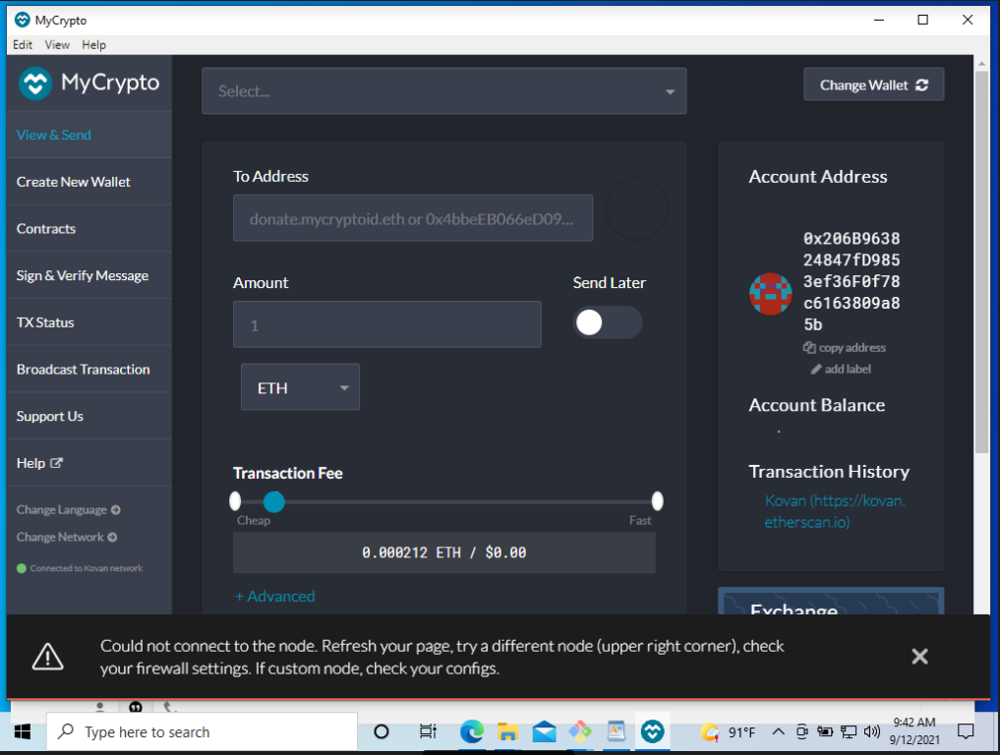 MyCrypto
Edit View Help
MyCrypto
Select...
Change Wallet
View & Send
Create New Wallet
Contracts
Sign & Verify Message
TX Status
Broadcast Transaction
Support Us
Help
Change Language
Change Network
Connected to Kovan network
To Address
donate.mycryptoid.eth or 0x4bbeEB066eD09...
Amount
Send Later
1
ETH
Transaction Fee
Cheap
Fast
0.000212 ETH / $0.00
+ Advanced
Account Address
0x206B9638
24847fD985
3ef36F0f78
c6163809a8
5b
copy address
add label
Account Balance
.
Transaction History
Kovan (https://kovan.
etherscan.io)
Exchange
Could not connect to the node. Refresh your page, try a different node (upper right corner), check
your firewall settings. If custom node, check your configs.
Type here to search
91°F
9:42 AM
9/12/2021